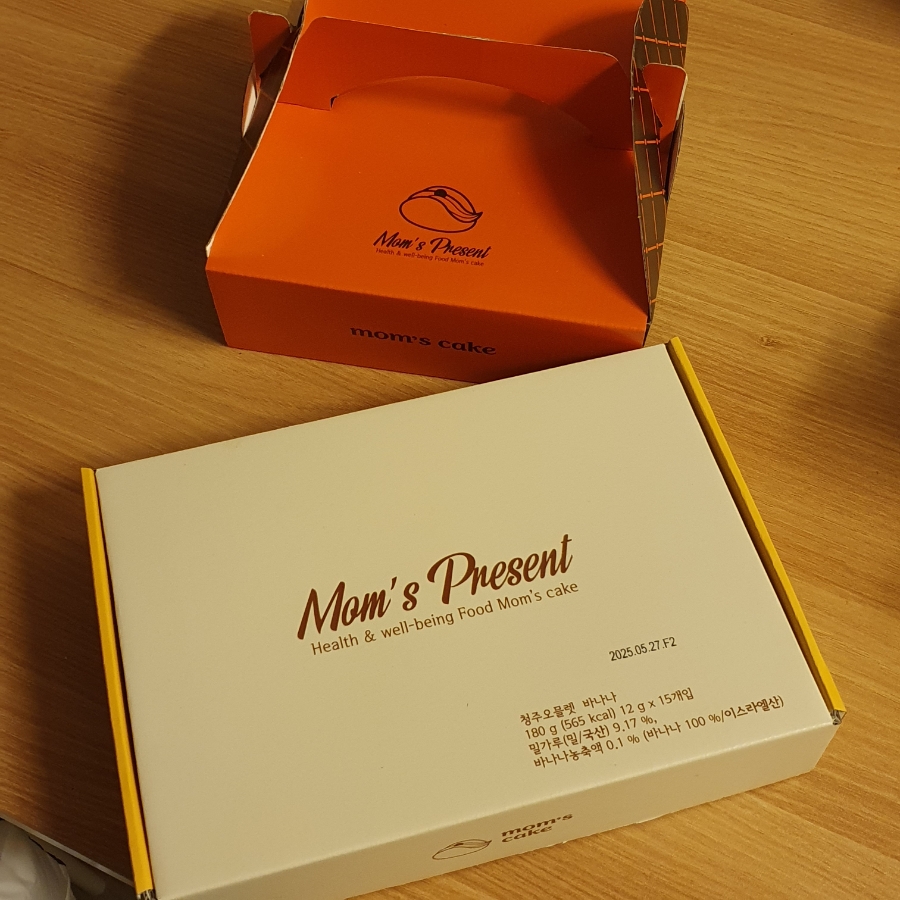 Mom's Present
Health & well-being Food Mom's cake
mom's cake
Mom's Present
Health & well-being Food Mom's cake
2025.05.27.F2
청주오믈렛 바나나
180 g (565 kcal) 12 g x 15개입
밀가루(밀/국산) 9.17 %,
바나나농축액 0.1 % (바나나 100 %/이스라엘산)
mom's
cake